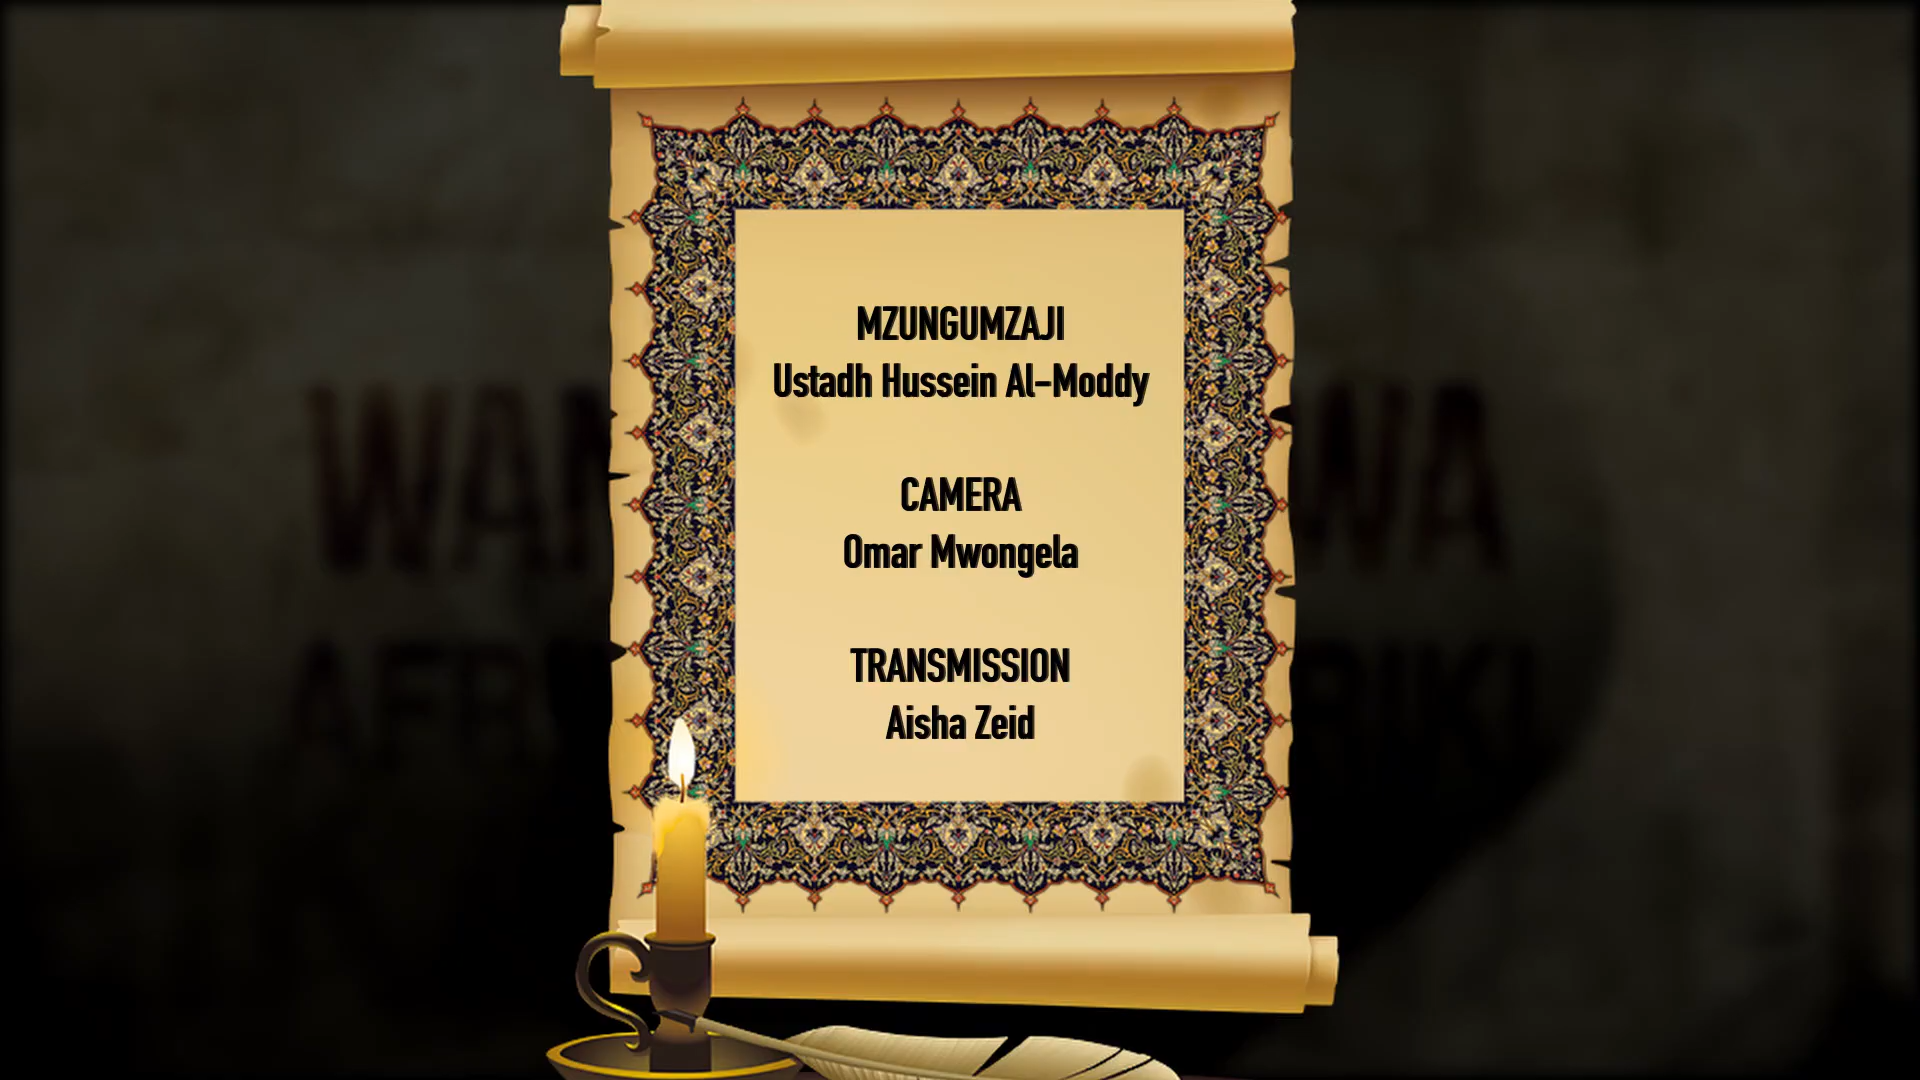 MZUNGUMZAJI
Ustadh Hussein Al-Moddy
CAMERA
Omar Mwongela
TRANSMISSION
Aisha Zeid